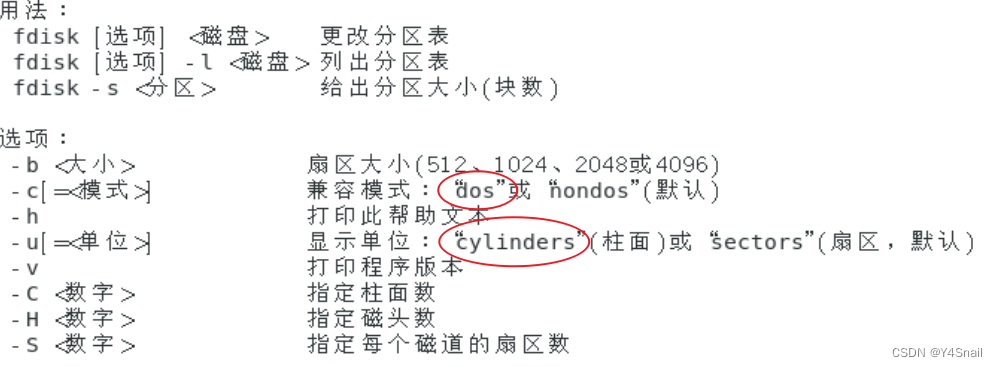 用法：
fdisk [选项] <磁盘> 更改分区表
fdisk [选项] -l <磁盘> 列出分区表
fdisk -s <分区> 给出分区大小(块数)
选项：
-b <大小> 扇区大小(512、1024、2048或4096)
-c[=<模式>] 兼容模式：“dos”或 “nondos”(默认)
-h 打印此帮助文本
-u[=<单位>] 显示单位：“cylinders”(柱面)或 “sectors”(扇区，默认)
-v 打印程序版本
-C <数字> 指定柱面数
-H <数字> 指定磁头数
-S <数字> 指定每个磁道的扇区数
CSDN @Y4Snail